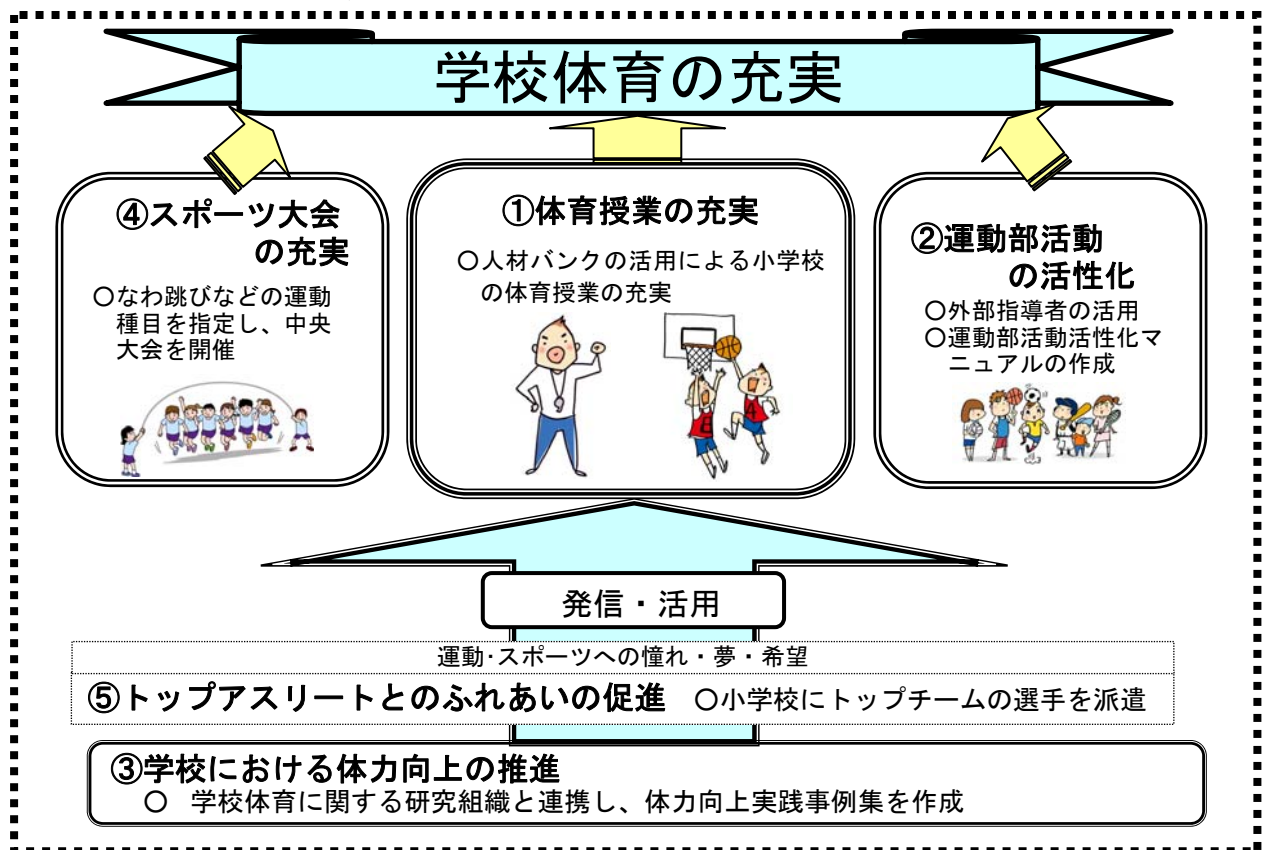 学校体育の充実
④スポーツ大会
の充実
○なわ跳びなどの運動
種目を指定し、中央
大会を開催
①体育授業の充実
○人材バンクの活用による小学校
の体育授業の充実
②運動部活動
の活性化
○外部指導者の活用
○運動部活動活性化マ
ニュアルの作成
発信・活用
運動・スポーツへの憧れ・夢・希望
⑤トップアスリートとのふれあいの促進 ○小学校にトップチームの選手を派遣
③学校における体力向上の推進
○ 学校体育に関する研究組織と連携し、体力向上実践事例集を作成